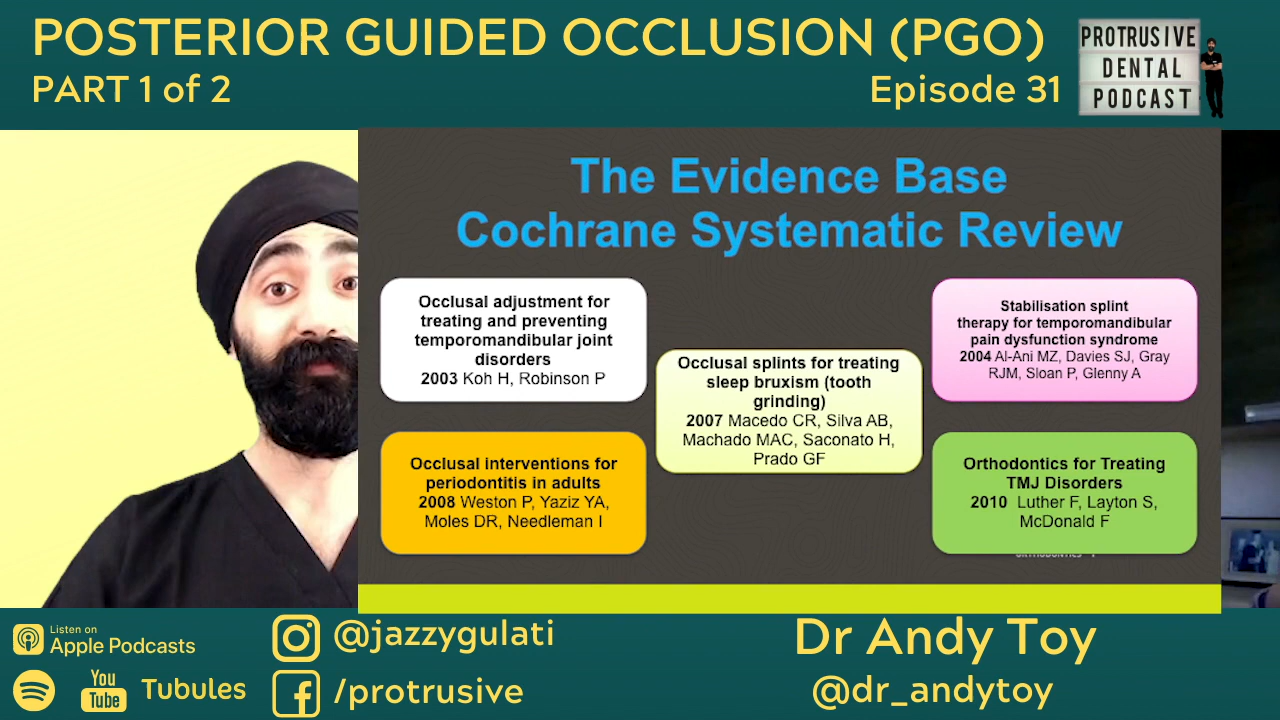 POSTERIOR GUIDED OCCLUSION (PGO)
PART 1 of 2
Episode 31
PROTRUSIVE
DENTAL
PODCAST
The Evidence Base
Cochrane Systematic Review
Occlusal adjustment for
treating and preventing
temporomandibular joint
disorders
2003 Koh H, Robinson P
Occlusal interventions for
periodontitis in adults
2008 Weston P, Yaziz YA,
Moles DR, Needleman I
Occlusal splints for treating
sleep bruxism (tooth
grinding)
2007 Macedo CR, Silva AB,
Machado MAC, Saconato H,
Prado GF
Stabilisation splint
therapy for temporomandibular
pain dysfunction syndrome
2004 Al-Ani MZ, Davies SJ, Gray
RJM, Sloan P, Glenny A
Orthodontics for Treating
TMJ Disorders
2010 Luther F, Layton S,
McDonald F
Listen on
Apple Podcasts
You
Tube
Tubules
@jazzygulati
/protrusive
Dr Andy Toy
@dr_andytoy